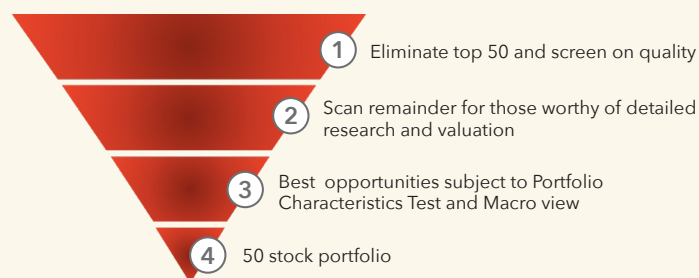 1 Eliminate top 50 and screen on quality
2 Scan remainder for those worthy of detailed
research and valuation
3 Best opportunities subject to Portfolio
Characteristics Test and Macro view
4 50 stock portfolio